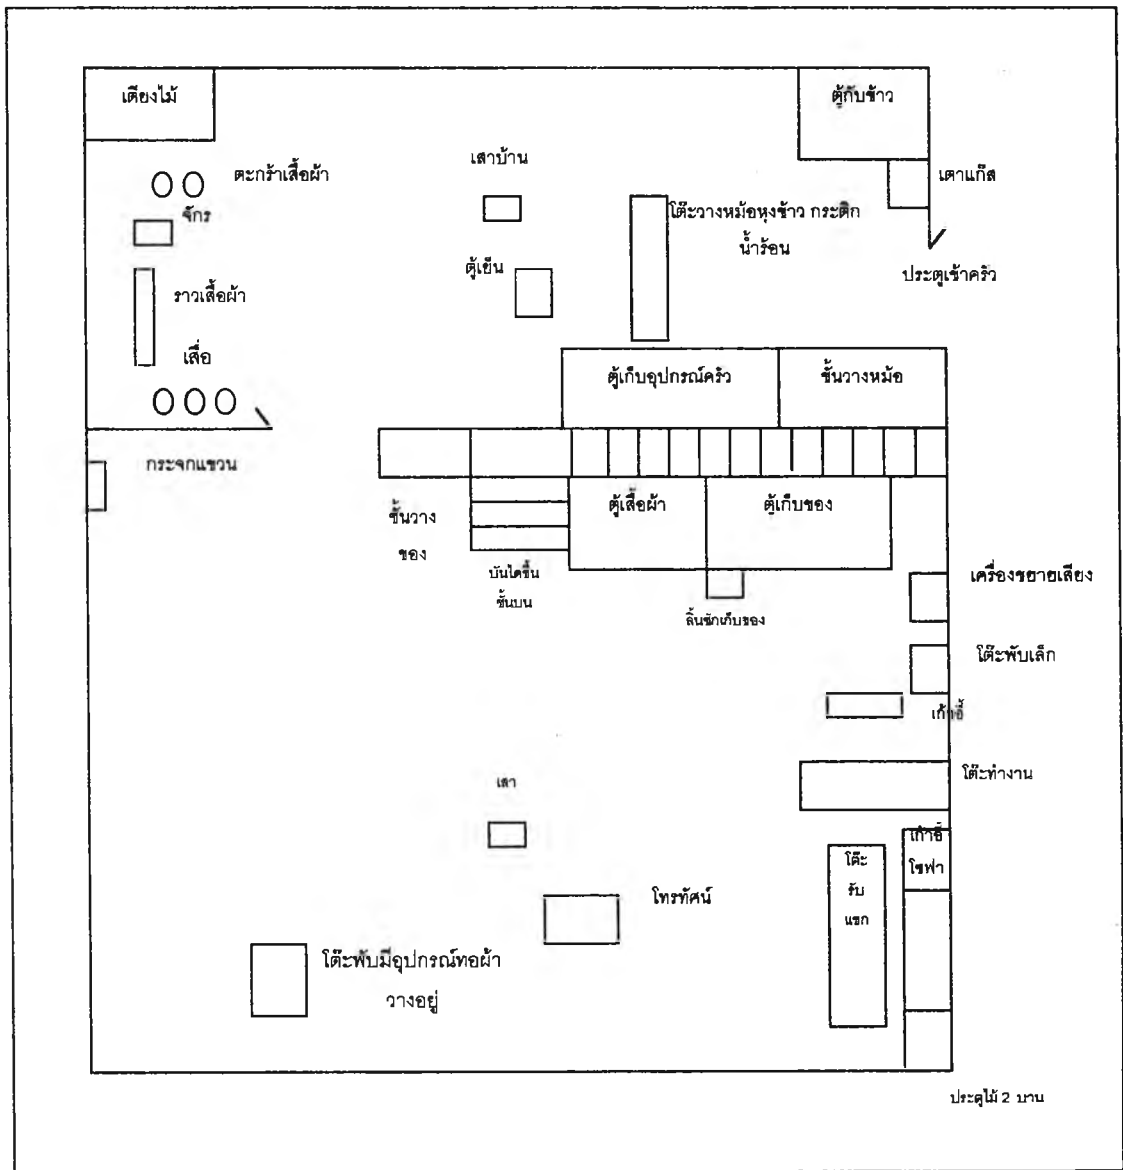 เตียงไม้
ตู้กับข้าว
เสาบ้าน
ตะกร้าเสื้อผ้า
เตาแก๊ส
จักร
โต๊ะวางหม้อหุงข้าว กระติก
น้ำร้อน
ตู้เย็น
ประตูเข้าครัว
ราวเสื้อผ้า
เสื่อ
ตู้เก็บอุปกรณ์ครัว
ชั้นวางหม้อ
กระจกแขวน
ชั้นวาง
ของ
ตู้เสื้อผ้า
ตู้เก็บของ
บันไดขึ้น
ชั้นบน
ลิ้นชักเก็บของ
เครื่องขยายเสียง
โต๊ะพับเล็ก
เก้าอี้
โต๊ะทำงาน
เสา
เก้าอี้
โซฟา
โต๊ะ
รับ
แขก
โทรทัศน์
โต๊ะพับมีอุปกรณ์ทอผ้า
วางอยู่
ประตูไม้ 2 บาน